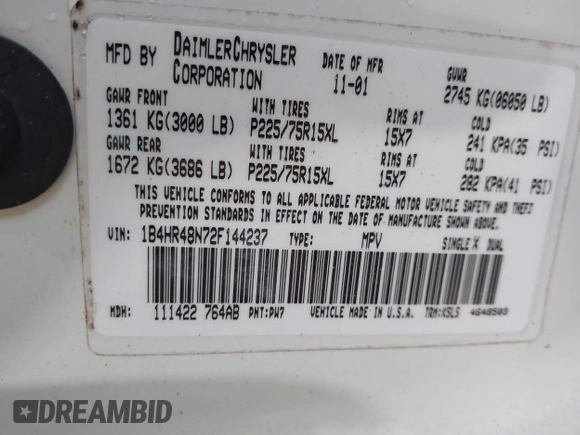 MFD BY DAIMLERCHRYSLER CORPORATION DATE OF MFR 11-01 GVWR 2745 KG(06050 LB)
GAWR FRONT WITH TIRES RIMS AT COLD
1361 KG(3000 LB) P225/75R15XL 15X7 241 KPA(35 PSI)
GAWR REAR WITH TIRES RIMS AT COLD
1672 KG(3686 LB) P225/75R15XL 15X7 282 KPA(41 PSI)
THIS VEHICLE CONFORMS TO ALL APPLICABLE FEDERAL MOTOR VEHICLE SAFETY AND THEFT
PREVENTION STANDARDS IN EFFECT ON THE DATE OF MANUFACTURE SHOWN ABOVE.
VIN: 1B4HR48N72F144237 TYPE: MPV SINGLE X DUAL
MDH: 111422 764AB PNT:PW7 VEHICLE MADE IN U.S.A. TRM:K5L5 4648503
DREAMBID